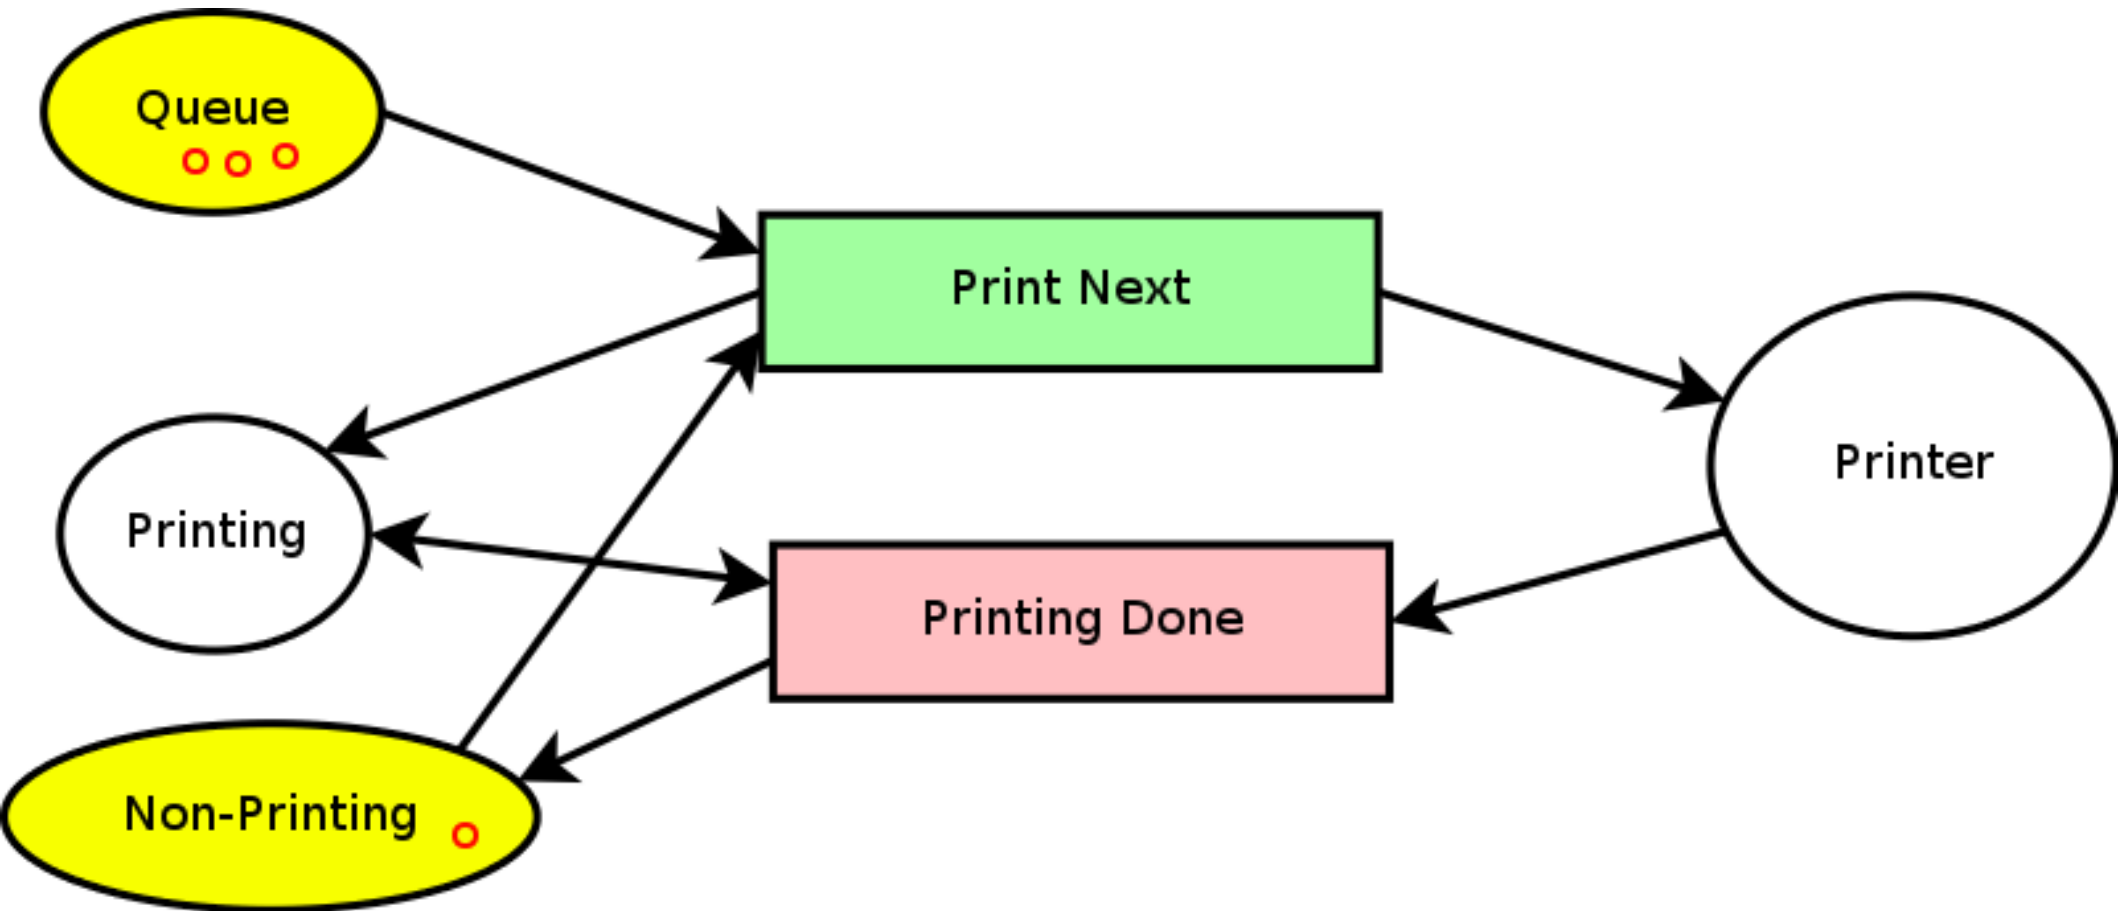 Queue
Print Next
Printer
Printing
Printing Done
Non-Printing